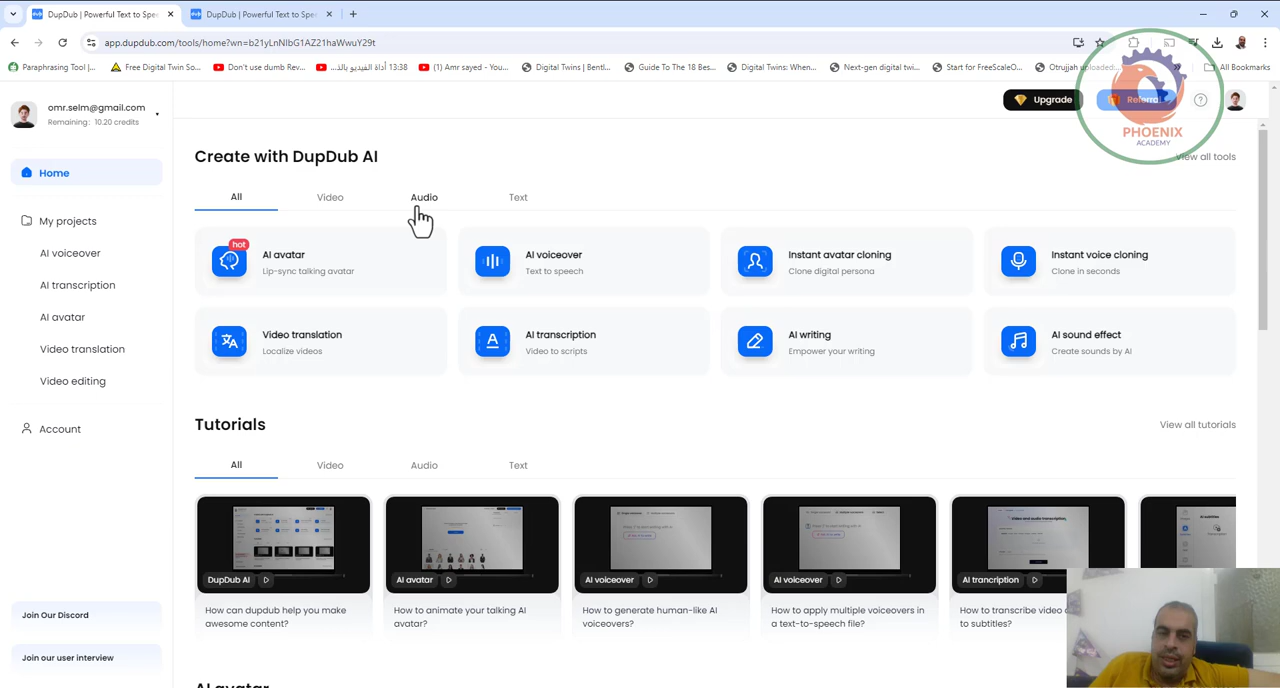 DupDub | Powerful Text to Spee
DupDub | Powerful Text to Spee
app.dupdub.com/tools/home?wn=b21yLnNlbG1AZ21haWwuY29t
Paraphrasing Tool |...
Free Digital Twin So...
Don't use dumb Rev...
13:38 أداة الفيديو بالذ...
(1) Amr sayed - You...
Digital Twins | Bentl...
Guide To The 18 Bes...
Digital Twins: When...
Next-gen digital twi...
Start for FreeScaleO...
Otrujjah uploaded...
All Bookmarks
omr.selm@gmail.com
Remaining: 10.20 credits
Upgrade
Referral
PHOENIX
ACADEMY
Home
My projects
AI voiceover
AI transcription
AI avatar
Video translation
Video editing
Account
Join Our Discord
Join our user interview
Create with DupDub AI
View all tools
All
Video
Audio
Text
hot
AI avatar
Lip-sync talking avatar
AI voiceover
Text to speech
Instant avatar cloning
Clone digital persona
Instant voice cloning
Clone in seconds
Video translation
Localize videos
AI transcription
Video to scripts
AI writing
Empower your writing
AI sound effect
Create sounds by AI
Tutorials
View all tutorials
All
Video
Audio
Text
DupDub AI
How can dupdub help you make
awesome content?
AI avatar
How to animate your talking AI
avatar?
AI voiceover
How to generate human-like AI
voiceovers?
AI voiceover
How to apply multiple voiceovers in
a text-to-speech file?
AI trancription
How to transcribe video
to subtitles?
AI avatar